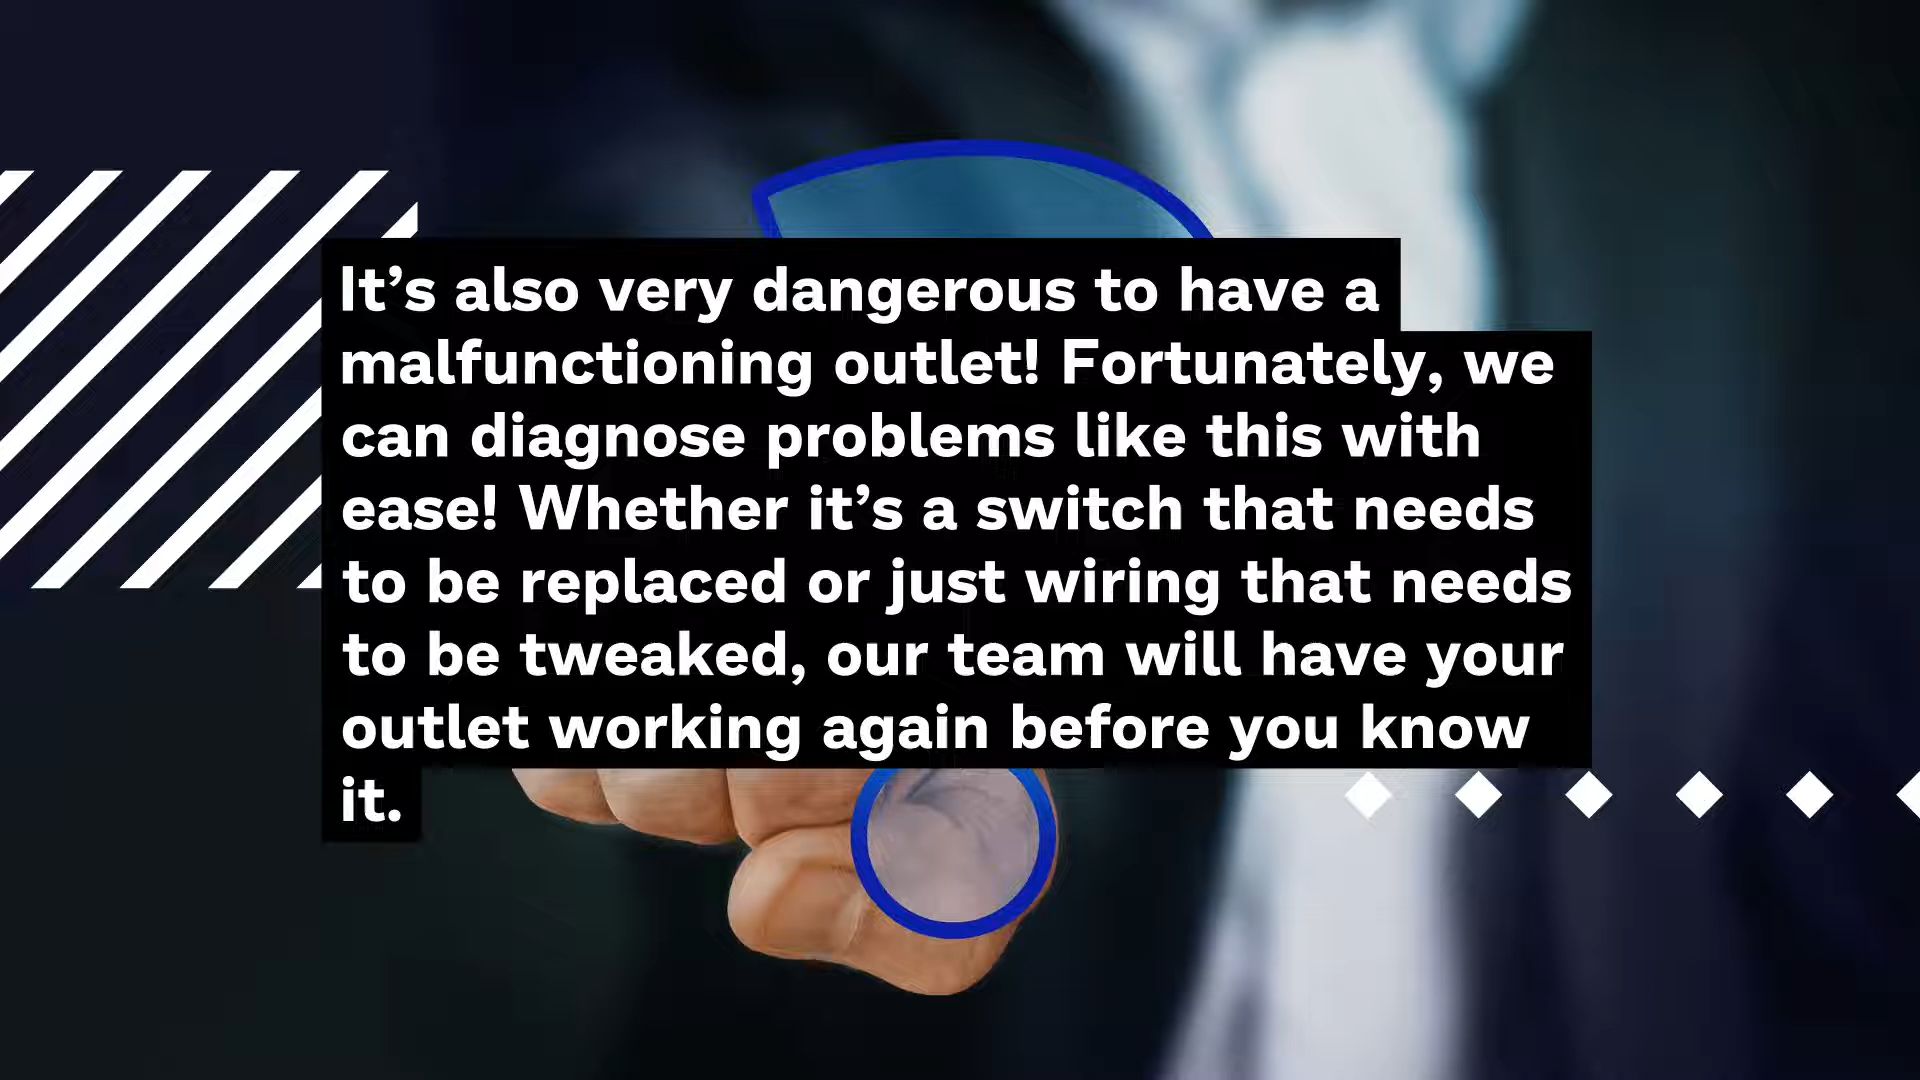 It’s also very dangerous to have a
malfunctioning outlet! Fortunately, we
can diagnose problems like this with
ease! Whether it’s a switch that needs
to be replaced or just wiring that needs
to be tweaked, our team will have your
outlet working again before you know
it.